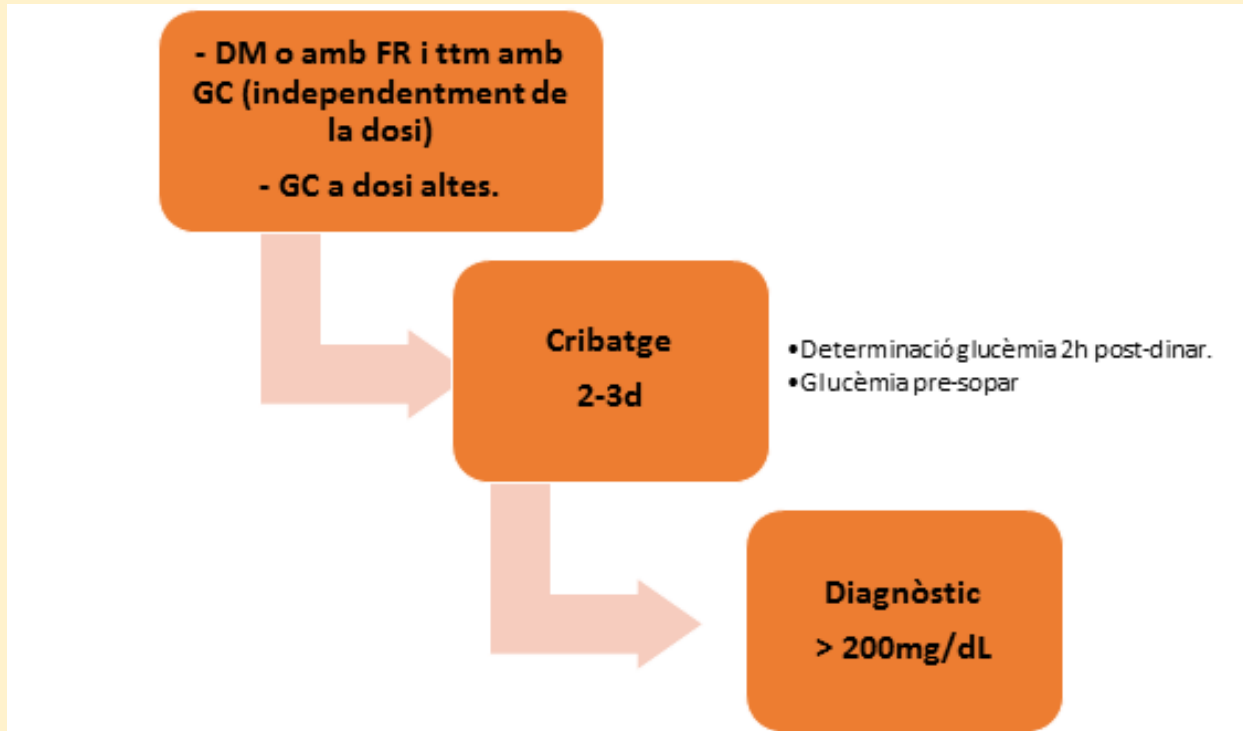 - DM o amb FR i ttm amb
GC (independentment de
la dosi)
- GC a dosi altes.
Cribatge
2-3d
•Determinació glucèmia 2h post-dinar.
•Glucèmia pre-sopar
Diagnòstic
> 200mg/dL